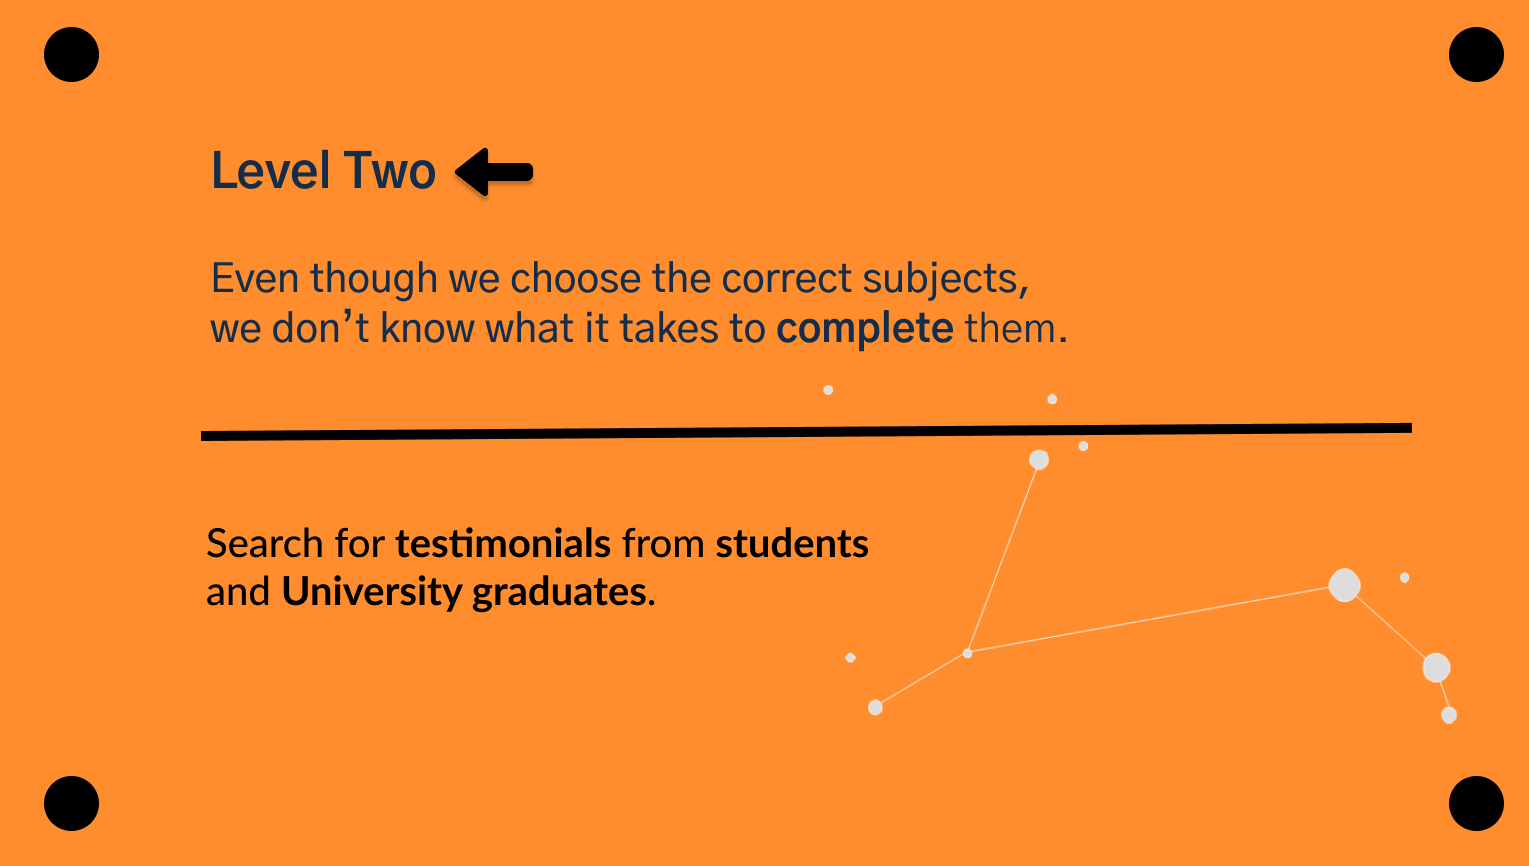 Level Two
Even though we choose the correct subjects,
we don’t know what it takes to complete them.
Search for testimonials from students
and University graduates.